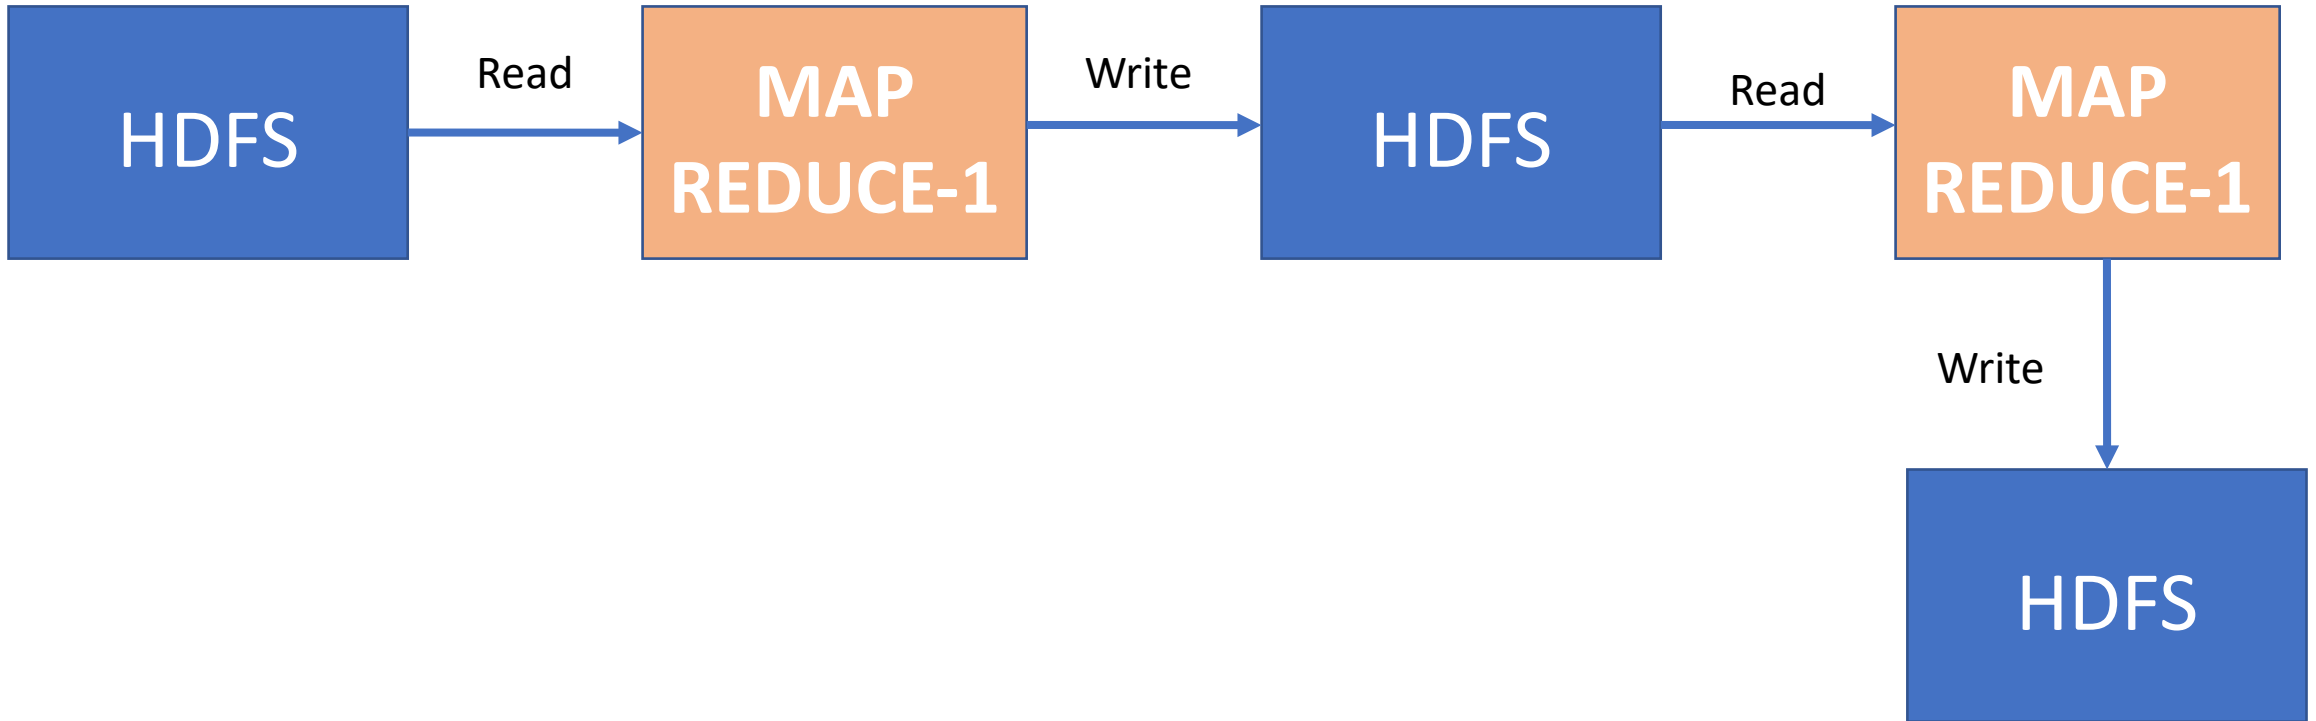 HDFS
Read
MAP
REDUCE-1
Write
HDFS
Read
MAP
REDUCE-1
Write
HDFS